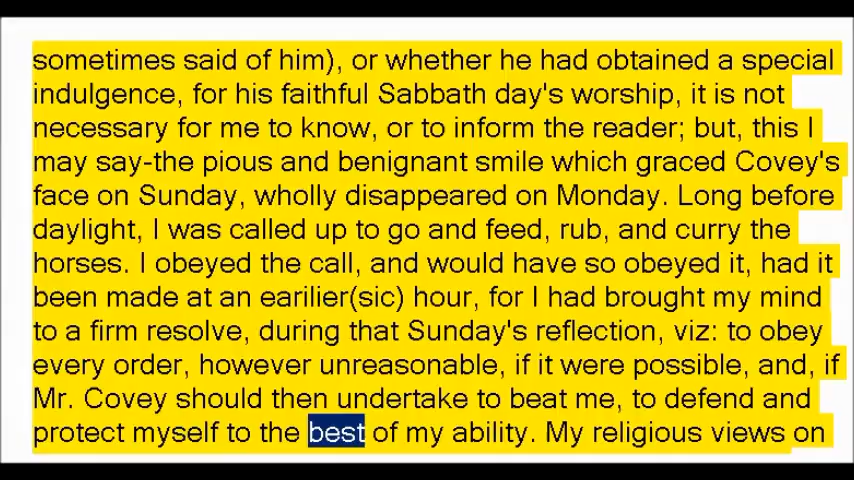 sometimes said of him), or whether he had obtained a special
indulgence, for his faithful Sabbath day's worship, it is not
necessary for me to know, or to inform the reader; but, this I
may say-the pious and benignant smile which graced Covey's
face on Sunday, wholly disappeared on Monday. Long before
daylight, I was called up to go and feed, rub, and curry the
horses. I obeyed the call, and would have so obeyed it, had it
been made at an earilier(sic) hour, for I had brought my mind
to a firm resolve, during that Sunday's reflection, viz: to obey
every order, however unreasonable, if it were possible, and, if
Mr. Covey should then undertake to beat me, to defend and
protect myself to the best of my ability. My religious views on